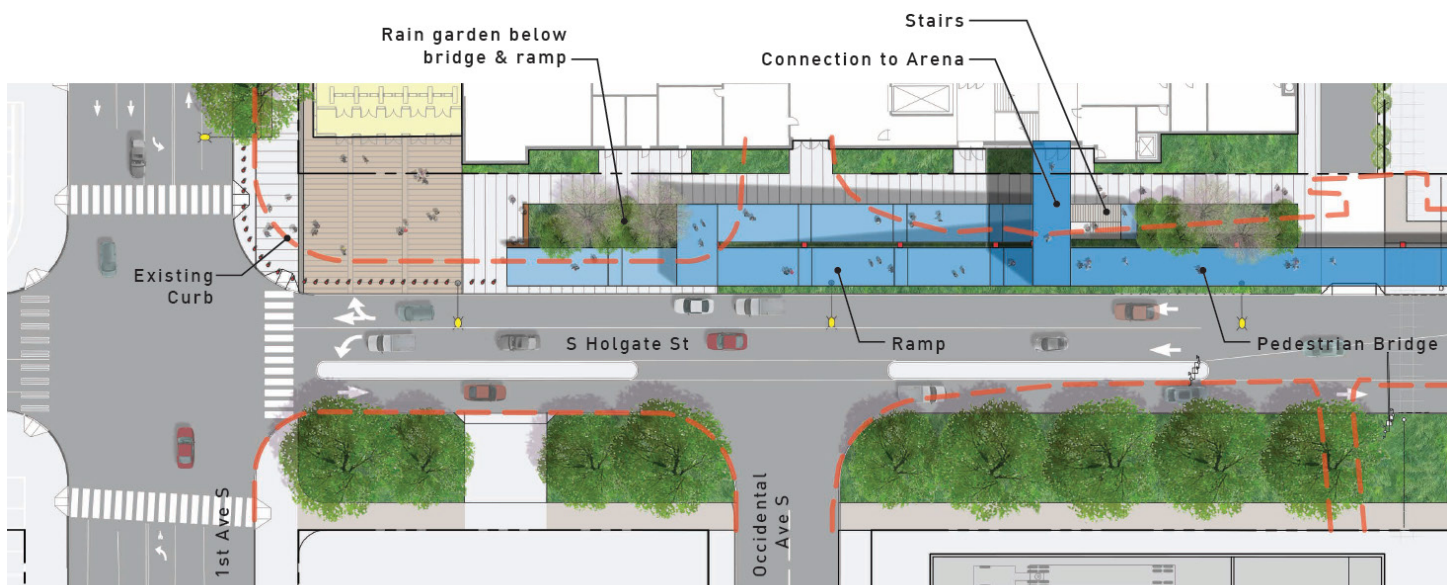 Stairs
Rain garden below
bridge & ramp
Connection to Arena
Existing
Curb
S Holgate St
Ramp
Pedestrian Bridge
1st Ave S
Occidental
Ave S